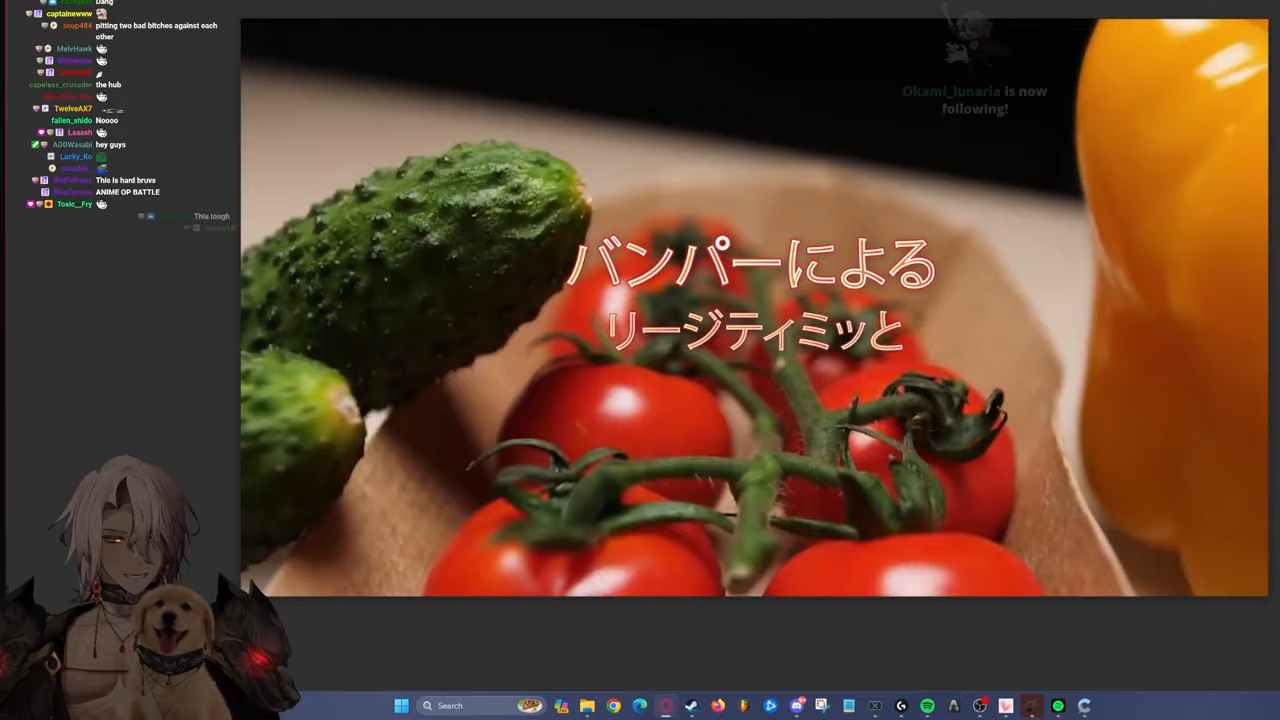 Dang
captainewww
soup484 pitting two bad bitches against each
other
MelvHawk
capeless_crusader the hub
TwelveAX7
fallen_shido Noooo
Laaash
ADDWasabi hey guys
Lucky_Ko
This is hard bruvs
ANIME OP BATTLE
Toxic__Fry
This tough
Okami_lunaria is now
following!
バンパーによる
リージティミッと
Search